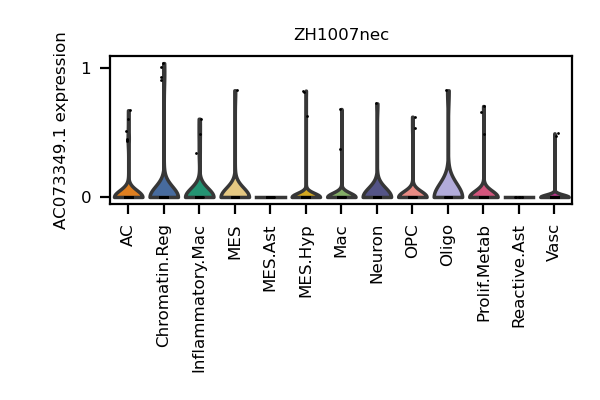 ZH1007nec
AC073349.1 expression
1
0
AC
Chromatin.Reg
Inflammatory.Mac
MES
MES.Ast
MES.Hyp
Mac
Neuron
OPC
Oligo
Prolif.Metab
Reactive.Ast
Vasc